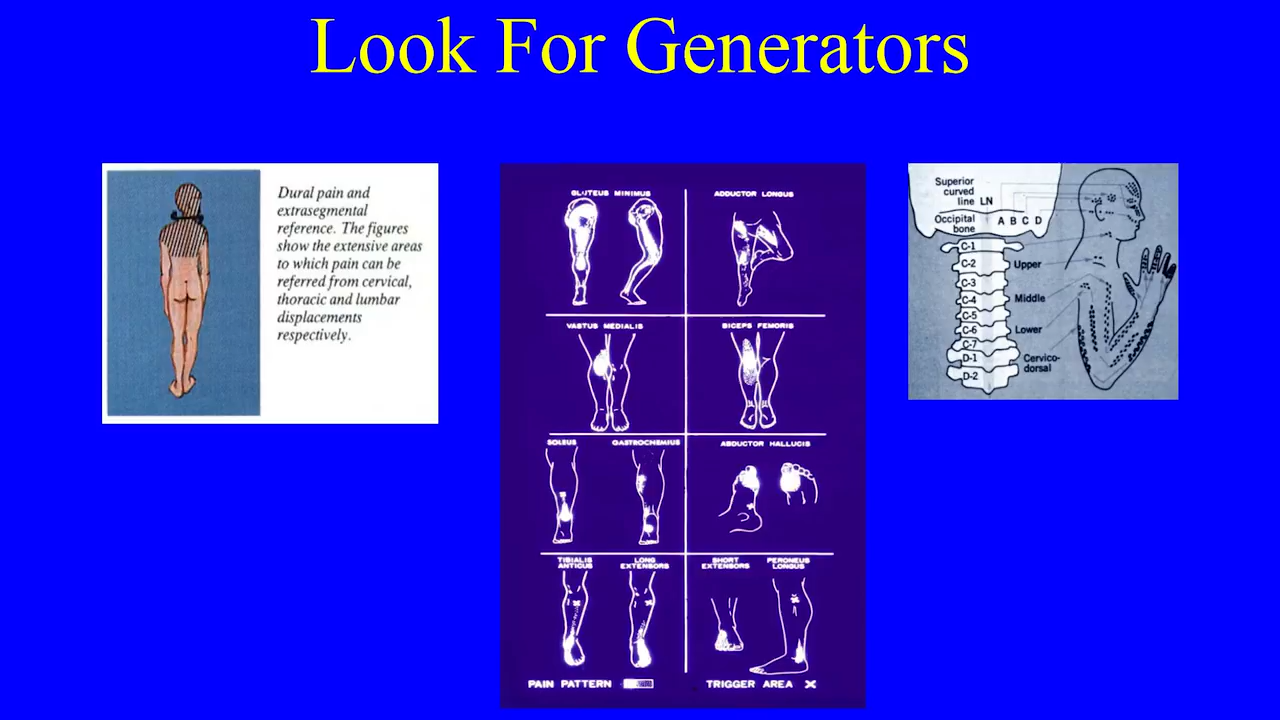 Look For Generators
Dural pain and
extrasegmental
reference. The figures
show the extensive areas
to which pain can be
referred from cervical,
thoracic and lumbar
displacements
respectively.
GLUTEUS MINIMUS
ADDUCTOR LONGUS
VASTUS MEDIALIS
BICEPS FEMORIS
SOLEUS
GASTROCNEMIUS
ABDUCTOR HALLUCIS
TIBIALIS
ANTICUS
LONG
EXTENSORS
SHORT
EXTENSORS
PERONEUS
LONGUS
PAIN PATTERN
TRIGGER AREA X
Superior
curved
line LN
Occipital
bone
A B C D
C-1
C-2
C-3
C-4
C-5
C-6
C-7
D-1
D-2
Upper
Middle
Lower
Cervico-
dorsal